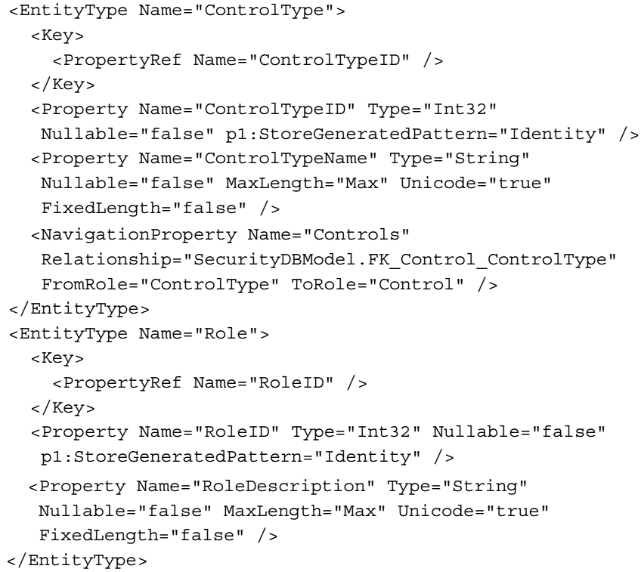 <EntityType Name="ControlType">
<Key>
<PropertyRef Name="ControlTypeID" />
</Key>
<Property Name="ControlTypeID" Type="Int32"
Nullable="false" p1:StoreGeneratedPattern="Identity" />
<Property Name="ControlTypeName" Type="String"
Nullable="false" MaxLength="Max" Unicode="true"
FixedLength="false" />
<NavigationProperty Name="Controls"
Relationship="SecurityDBModel.FK_Control_ControlType"
FromRole="ControlType" ToRole="Control" />
</EntityType>
<EntityType Name="Role">
<Key>
<PropertyRef Name="RoleID" />
</Key>
<Property Name="RoleID" Type="Int32" Nullable="false"
p1:StoreGeneratedPattern="Identity" />
<Property Name="RoleDescription" Type="String"
Nullable="false" MaxLength="Max" Unicode="true"
FixedLength="false" />
</EntityType>